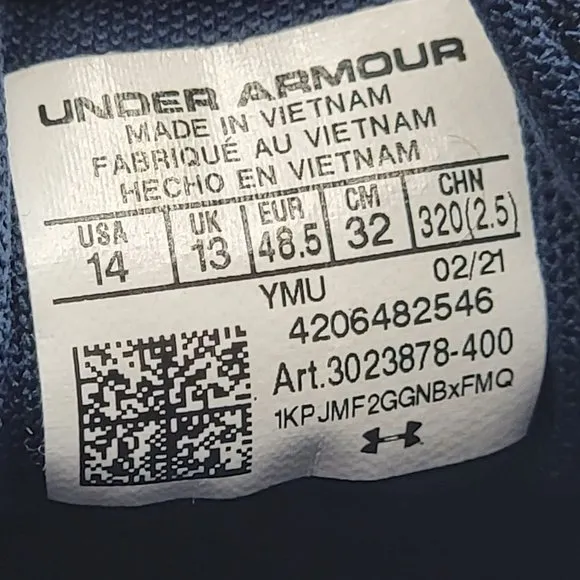 UNDER ARMOUR
MADE IN VIETNAM
FABRIQUÉ AU VIETNAM
HECHO EN VIETNAM
USA UK EUR CM CHN
14 13 48.5 32 320(2.5)
YMU 02/21
4206482546
Art.3023878-400
1KPJMF2GGNBxFMQ